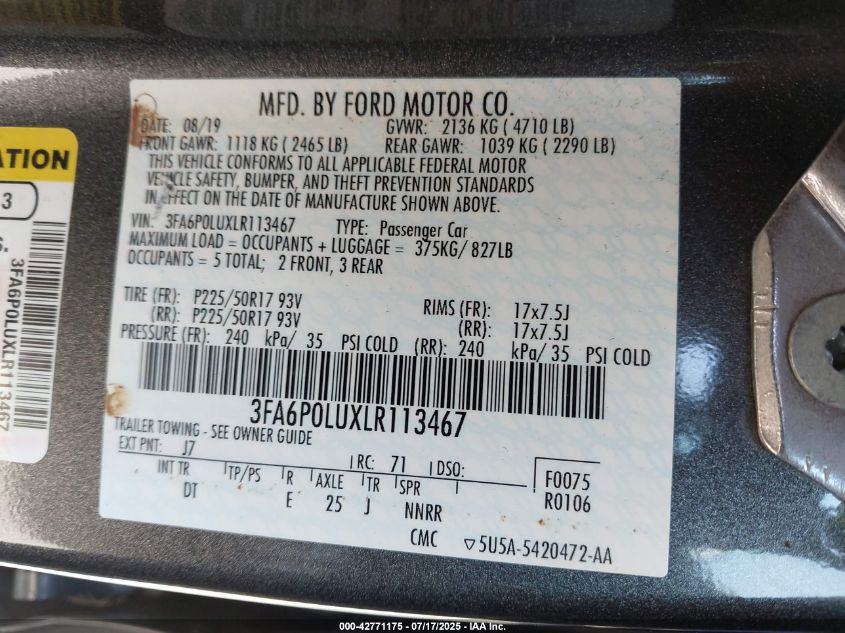 MFD. BY FORD MOTOR CO.
DATE: 08/19 GVWR: 2136 KG ( 4710 LB)
FRONT GAWR: 1118 KG ( 2465 LB) REAR GAWR: 1039 KG ( 2290 LB)
THIS VEHICLE CONFORMS TO ALL APPLICABLE FEDERAL MOTOR
VEHICLE SAFETY, BUMPER, AND THEFT PREVENTION STANDARDS
IN EFFECT ON THE DATE OF MANUFACTURE SHOWN ABOVE.
VIN: 3FA6P0LUXLR113467 TYPE: Passenger Car
MAXIMUM LOAD = OCCUPANTS + LUGGAGE = 375KG/ 827LB
OCCUPANTS = 5 TOTAL; 2 FRONT, 3 REAR
TIRE (FR): P225/50R17 93V RIMS (FR): 17x7.5J
(RR): P225/50R17 93V (RR): 17x7.5J
PRESSURE (FR): 240 kPa/ 35 PSI COLD (RR): 240 kPa/ 35 PSI COLD
3FA6P0LUXLR113467
TRAILER TOWING - SEE OWNER GUIDE
EXT PNT: J7 RC: 71 DSO: F0075
INT TR TP/PS R AXLE TR SPR R0106
DT E 25 J NNRR
CMC ▽5U5A-5420472-AA
ATION
3
S.
3FA6P0LUXLR113467
000-42771175 / 07/17/2025 - IAA Inc.